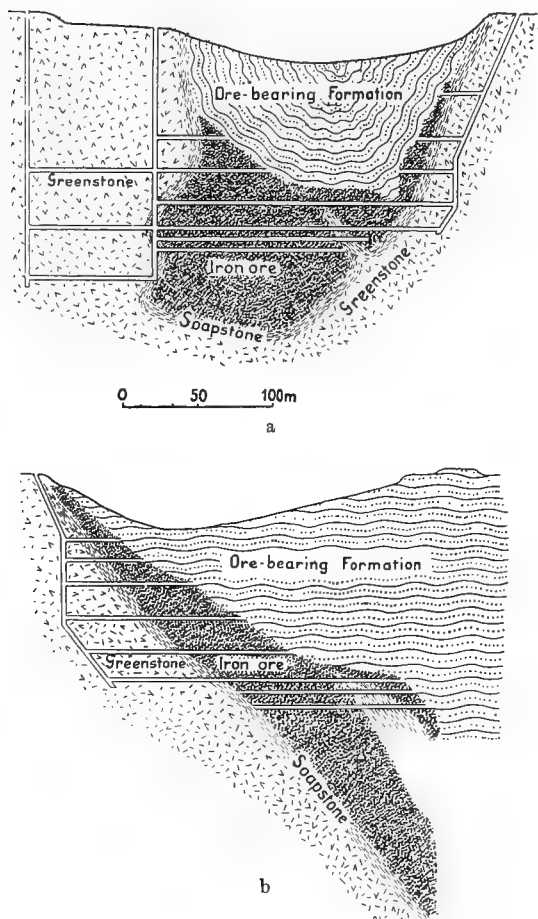 Ore-bearing Formation
Greenstone
Iron ore
Greenstone
Soapstone
0 50 100m
a
Ore-bearing Formation
Greenstone
Iron ore
Soapstone
b